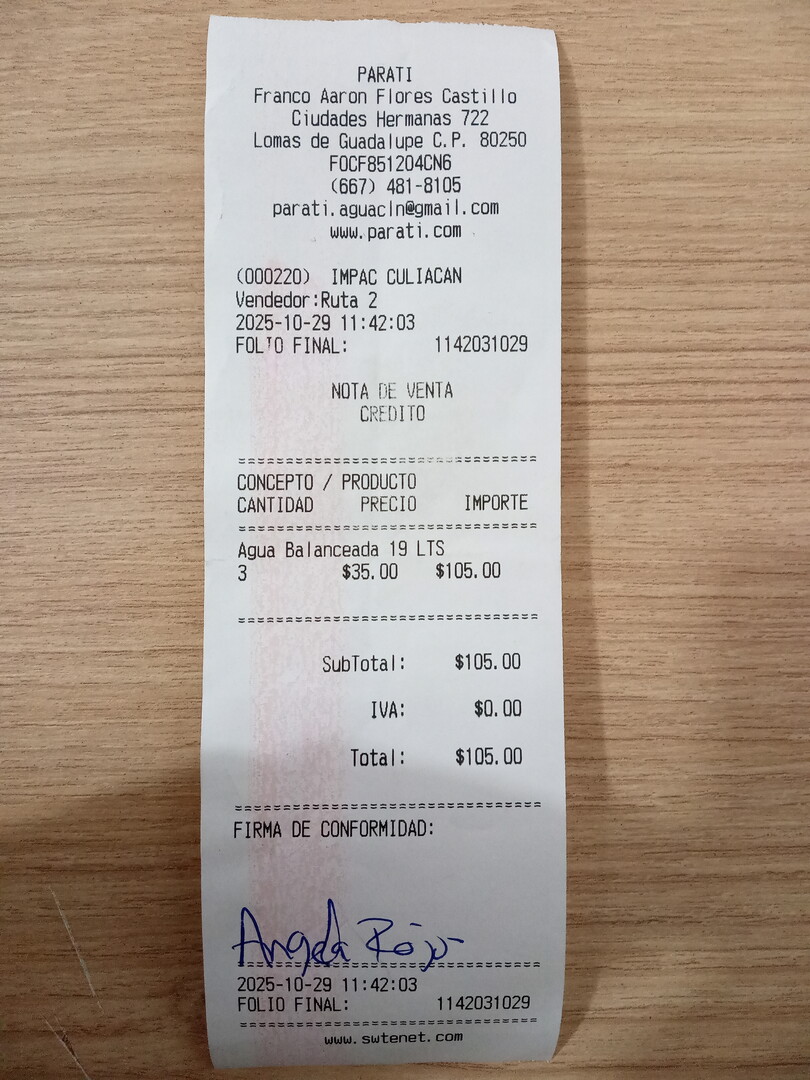 PARATI
Franco Aaron Flores Castillo
Ciudades Hermanas 722
Lomas de Guadalupe C.P. 80250
FOCF851204CN6
(667) 481-8105
parati.aguacln@gmail.com
www.parati.com
(000220) IMPAC CULIACAN
Vendedor:Ruta 2
2025-10-29 11:42:03
FOLIO FINAL: 1142031029
NOTA DE VENTA
CREDITO
CONCEPTO / PRODUCTO
CANTIDAD PRECIO IMPORTE
Agua Balanceada 19 LTS
3 $35.00 $105.00
SubTotal: $105.00
IVA: $0.00
Total: $105.00
FIRMA DE CONFORMIDAD:
Angela Rojo
2025-10-29 11:42:03
FOLIO FINAL: 1142031029
www.swtenet.com